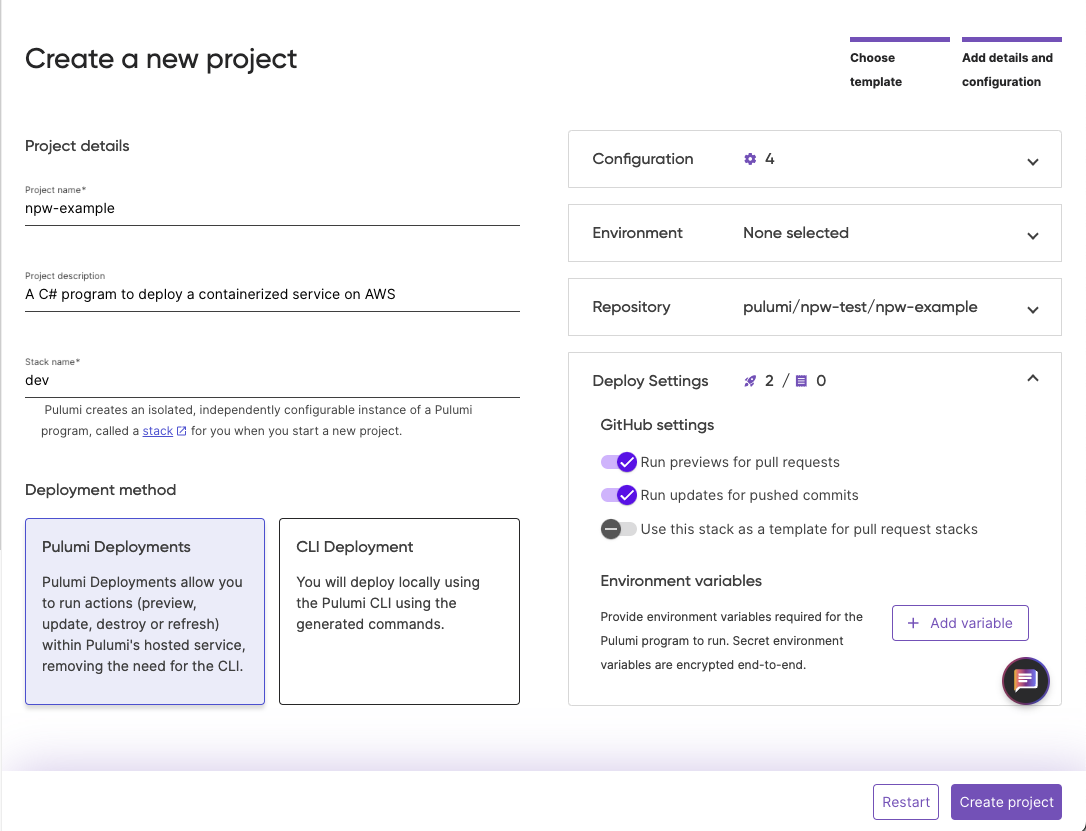 Create a new project
Choose
template
Add details and
configuration
Project details
Project name*
npw-example
Project description
A C# program to deploy a containerized service on AWS
Stack name*
dev
Pulumi creates an isolated, independently configurable instance of a Pulumi
program, called a stack for you when you start a new project.
Deployment method
Pulumi Deployments
Pulumi Deployments allow you
to run actions (preview,
update, destroy or refresh)
within Pulumi's hosted service,
removing the need for the CLI.
CLI Deployment
You will deploy locally using
the Pulumi CLI using the
generated commands.
Configuration 4
Environment None selected
Repository pulumi/npw-test/npw-example
Deploy Settings 2 / 0
GitHub settings
Run previews for pull requests
Run updates for pushed commits
Use this stack as a template for pull request stacks
Environment variables
Provide environment variables required for the
Pulumi program to run. Secret environment
variables are encrypted end-to-end.
+ Add variable
Restart
Create project